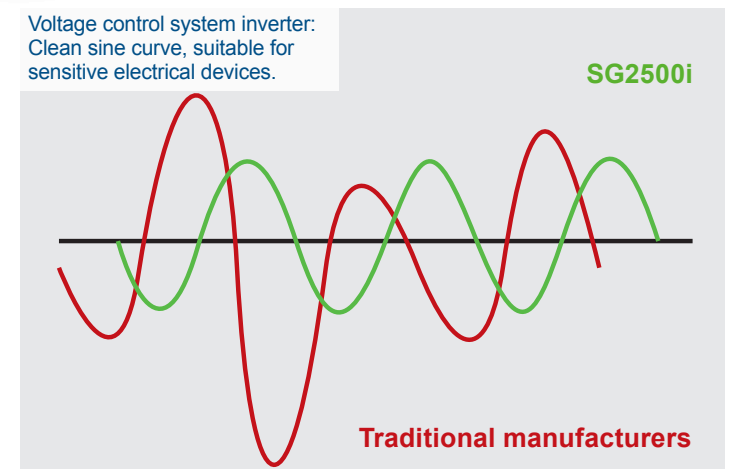 Voltage control system inverter:
Clean sine curve, suitable for
sensitive electrical devices.
SG2500i
Traditional manufacturers